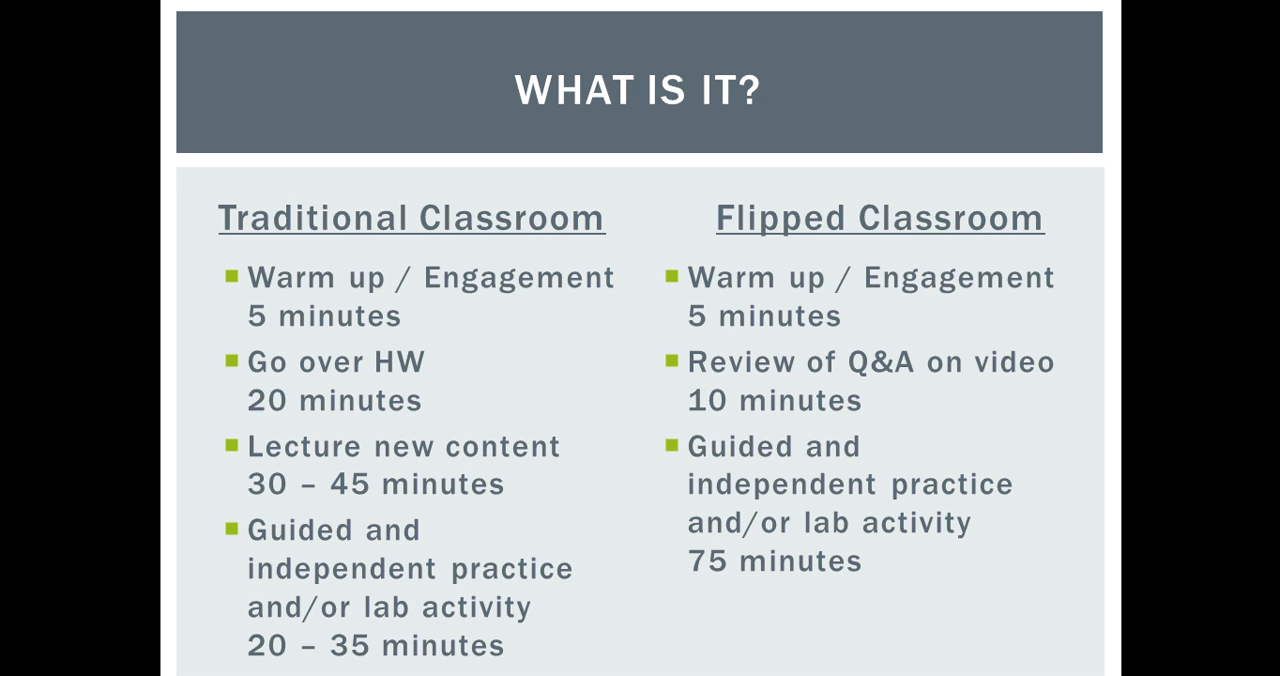 WHAT IS IT?
Traditional Classroom
Warm up / Engagement
5 minutes
Go over HW
20 minutes
Lecture new content
30 – 45 minutes
Guided and
independent practice
and/or lab activity
20 – 35 minutes
Flipped Classroom
Warm up / Engagement
5 minutes
Review of Q&A on video
10 minutes
Guided and
independent practice
and/or lab activity
75 minutes